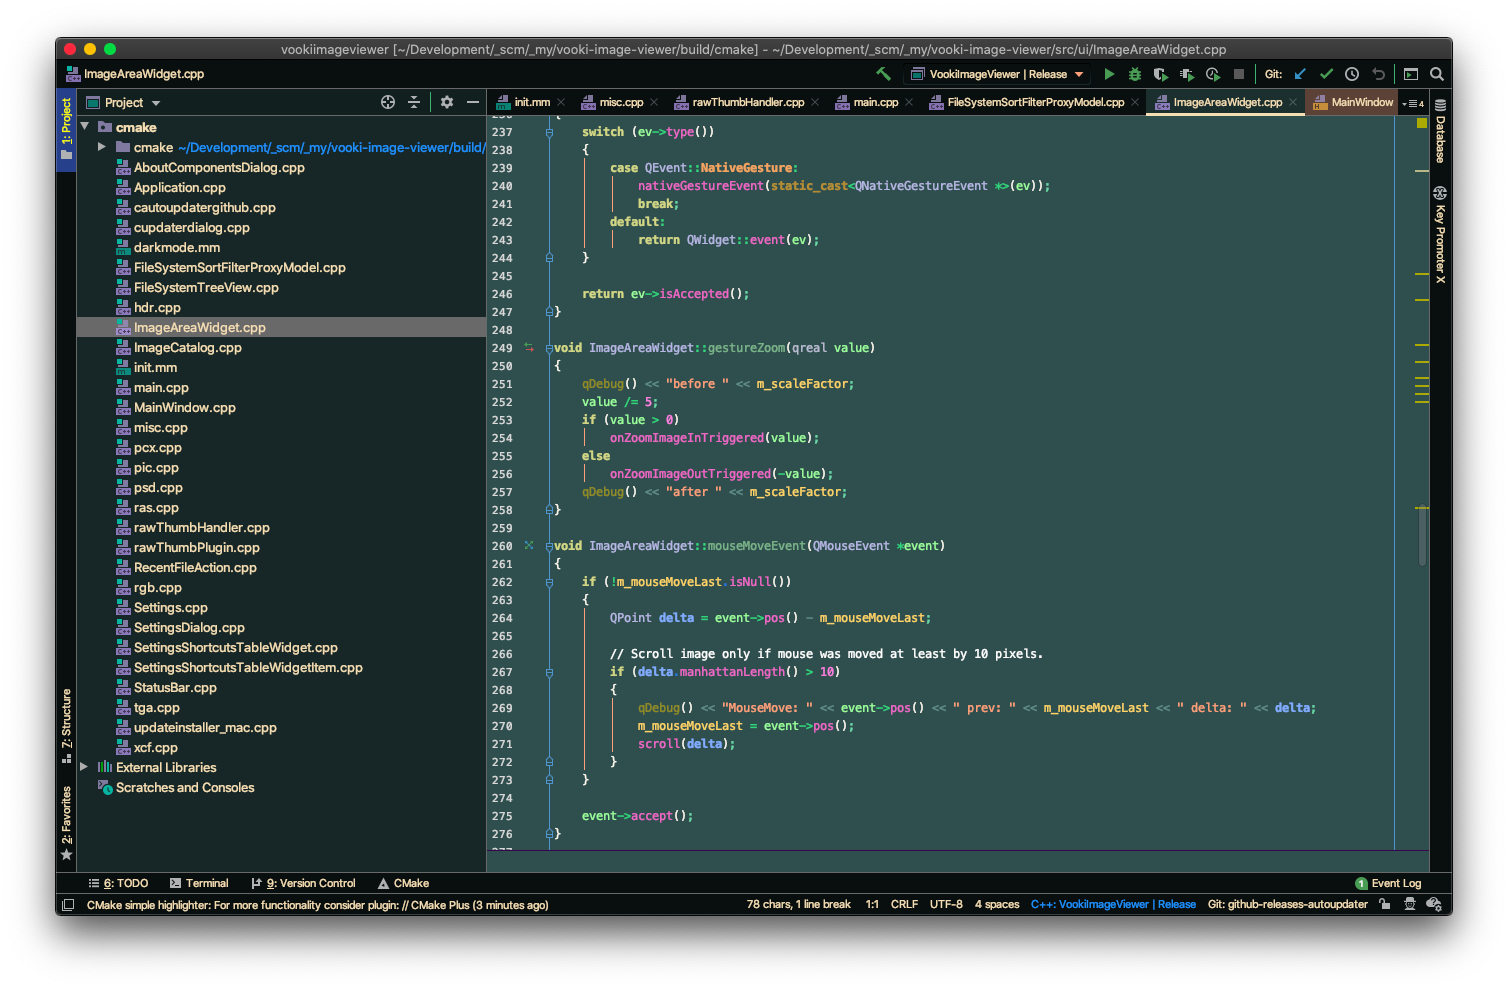 vookiimageviewer [~/Development/_scm/_my/vooki-image-viewer/build/cmake] - ~/Development/_scm/_my/vooki-image-viewer/src/ui/ImageAreaWidget.cpp
ImageAreaWidget.cpp
VookiImageViewer | Release
Git:
1: Project
Project
init.mm
misc.cpp
rawThumbHandler.cpp
main.cpp
FileSystemSortFilterProxyModel.cpp
ImageAreaWidget.cpp
MainWindow
4
cmake
cmake ~/Development/_scm/_my/vooki-image-viewer/build/
AboutComponentsDialog.cpp
Application.cpp
cautoupdatergithub.cpp
cupdaterdialog.cpp
darkmode.mm
FileSystemSortFilterProxyModel.cpp
FileSystemTreeView.cpp
hdr.cpp
ImageAreaWidget.cpp
ImageCatalog.cpp
init.mm
main.cpp
MainWindow.cpp
misc.cpp
pcx.cpp
pic.cpp
psd.cpp
ras.cpp
rawThumbHandler.cpp
rawThumbPlugin.cpp
RecentFileAction.cpp
rgb.cpp
Settings.cpp
SettingsDialog.cpp
SettingsShortcutsTableWidget.cpp
SettingsShortcutsTableWidgetItem.cpp
StatusBar.cpp
tga.cpp
updateinstaller_mac.cpp
xcf.cpp
External Libraries
Scratches and Consoles
Z: Structure
2: Favorites
237 switch (ev->type())
238 {
239 case QEvent::NativeGesture:
240 nativeGestureEvent(static_cast<QNativeGestureEvent *>(ev));
241 break;
242 default:
243 return QWidget::event(ev);
244 }
245
246 return ev->isAccepted();
247 }
248
249 void ImageAreaWidget::gestureZoom(qreal value)
250 {
251 qDebug() << "before " << m_scaleFactor;
252 value /= 5;
253 if (value > 0)
254 onZoomImageInTriggered(value);
255 else
256 onZoomImageOutTriggered(-value);
257 qDebug() << "after " << m_scaleFactor;
258 }
259
260 void ImageAreaWidget::mouseMoveEvent(QMouseEvent *event)
261 {
262 if (!m_mouseMoveLast.isNull())
263 {
264 QPoint delta = event->pos() - m_mouseMoveLast;
265
266 // Scroll image only if mouse was moved at least by 10 pixels.
267 if (delta.manhattanLength() > 10)
268 {
269 qDebug() << "MouseMove: " << event->pos() << " prev: " << m_mouseMoveLast << " delta: " << delta;
270 m_mouseMoveLast = event->pos();
271 scroll(delta);
272 }
273 }
274
275 event->accept();
276 }
Database
Key Promoter X
6: TODO
Terminal
9: Version Control
CMake
1 Event Log
CMake simple highlighter: For more functionality consider plugin: // CMake Plus (3 minutes ago)
78 chars, 1 line break
1:1
CRLF
UTF-8
4 spaces
C++: VookiImageViewer | Release
Git: github-releases-autoupdater